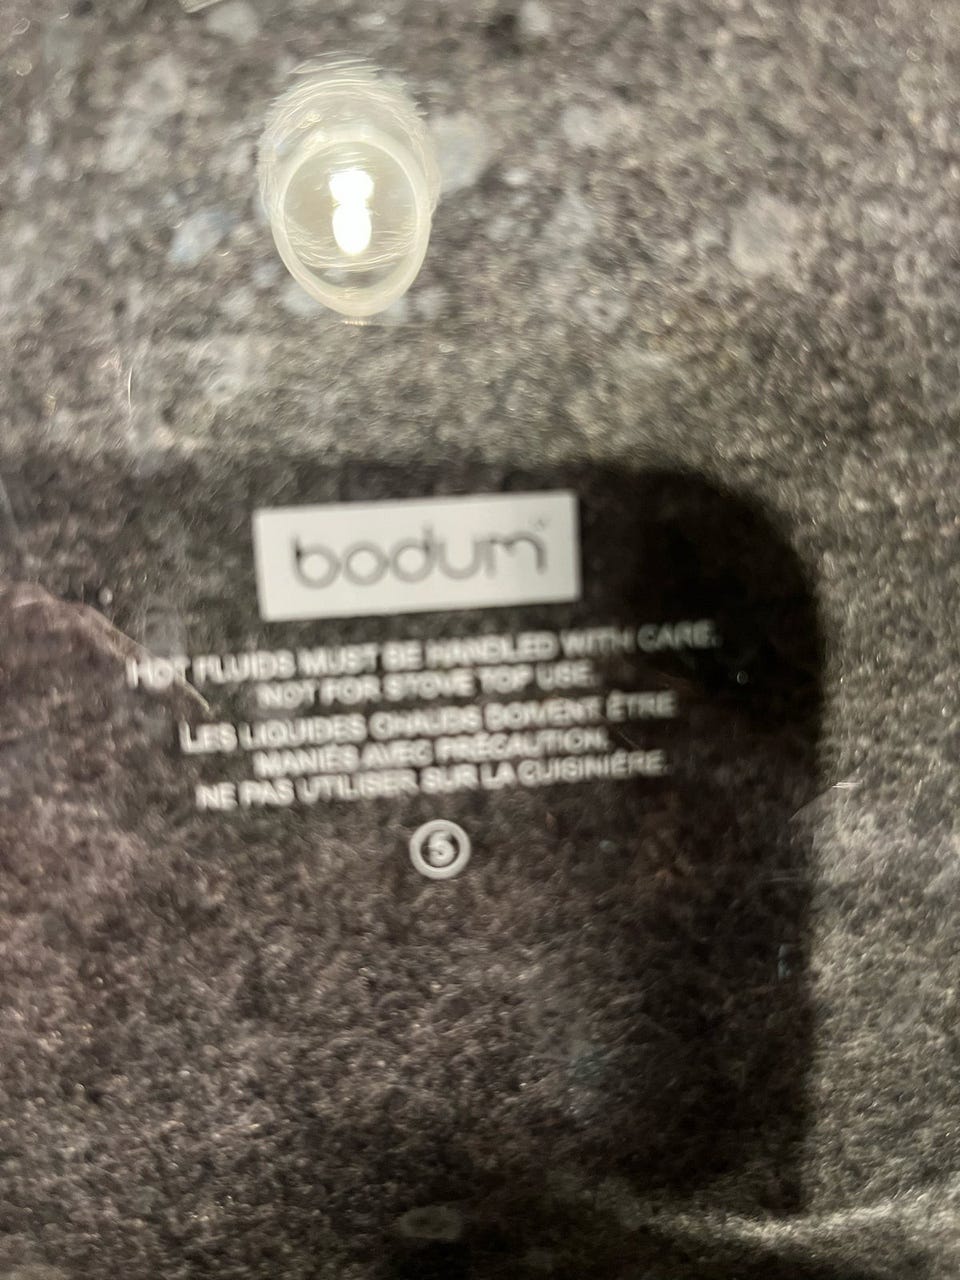 bodum
HOT FLUIDS MUST BE HANDLED WITH CARE.
NOT FOR STOVE TOP USE.
LES LIQUIDES CHAUDS DOIVENT ÊTRE
MANIÉS AVEC PRÉCAUTION.
NE PAS UTILISER SUR LA CUISINIÈRE.
5